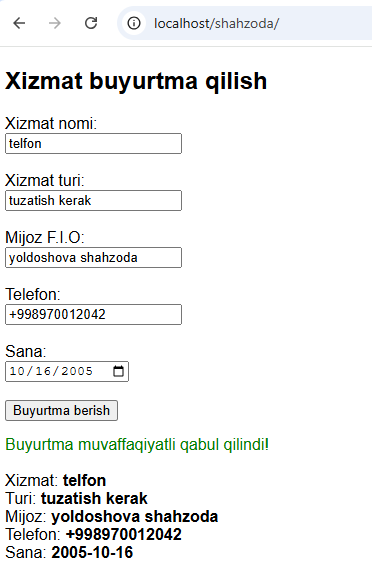 localhost/shahzoda/
Xizmat buyurtma qilish
Xizmat nomi:
telfon
Xizmat turi:
tuzatish kerak
Mijoz F.I.O:
yoldoshova shahzoda
Telefon:
+998970012042
Sana:
10/16/2005
Buyurtma berish
Buyurtma muvaffaqiyatli qabul qilindi!
Xizmat: telfon
Turi: tuzatish kerak
Mijoz: yoldoshova shahzoda
Telefon: +998970012042
Sana: 2005-10-16